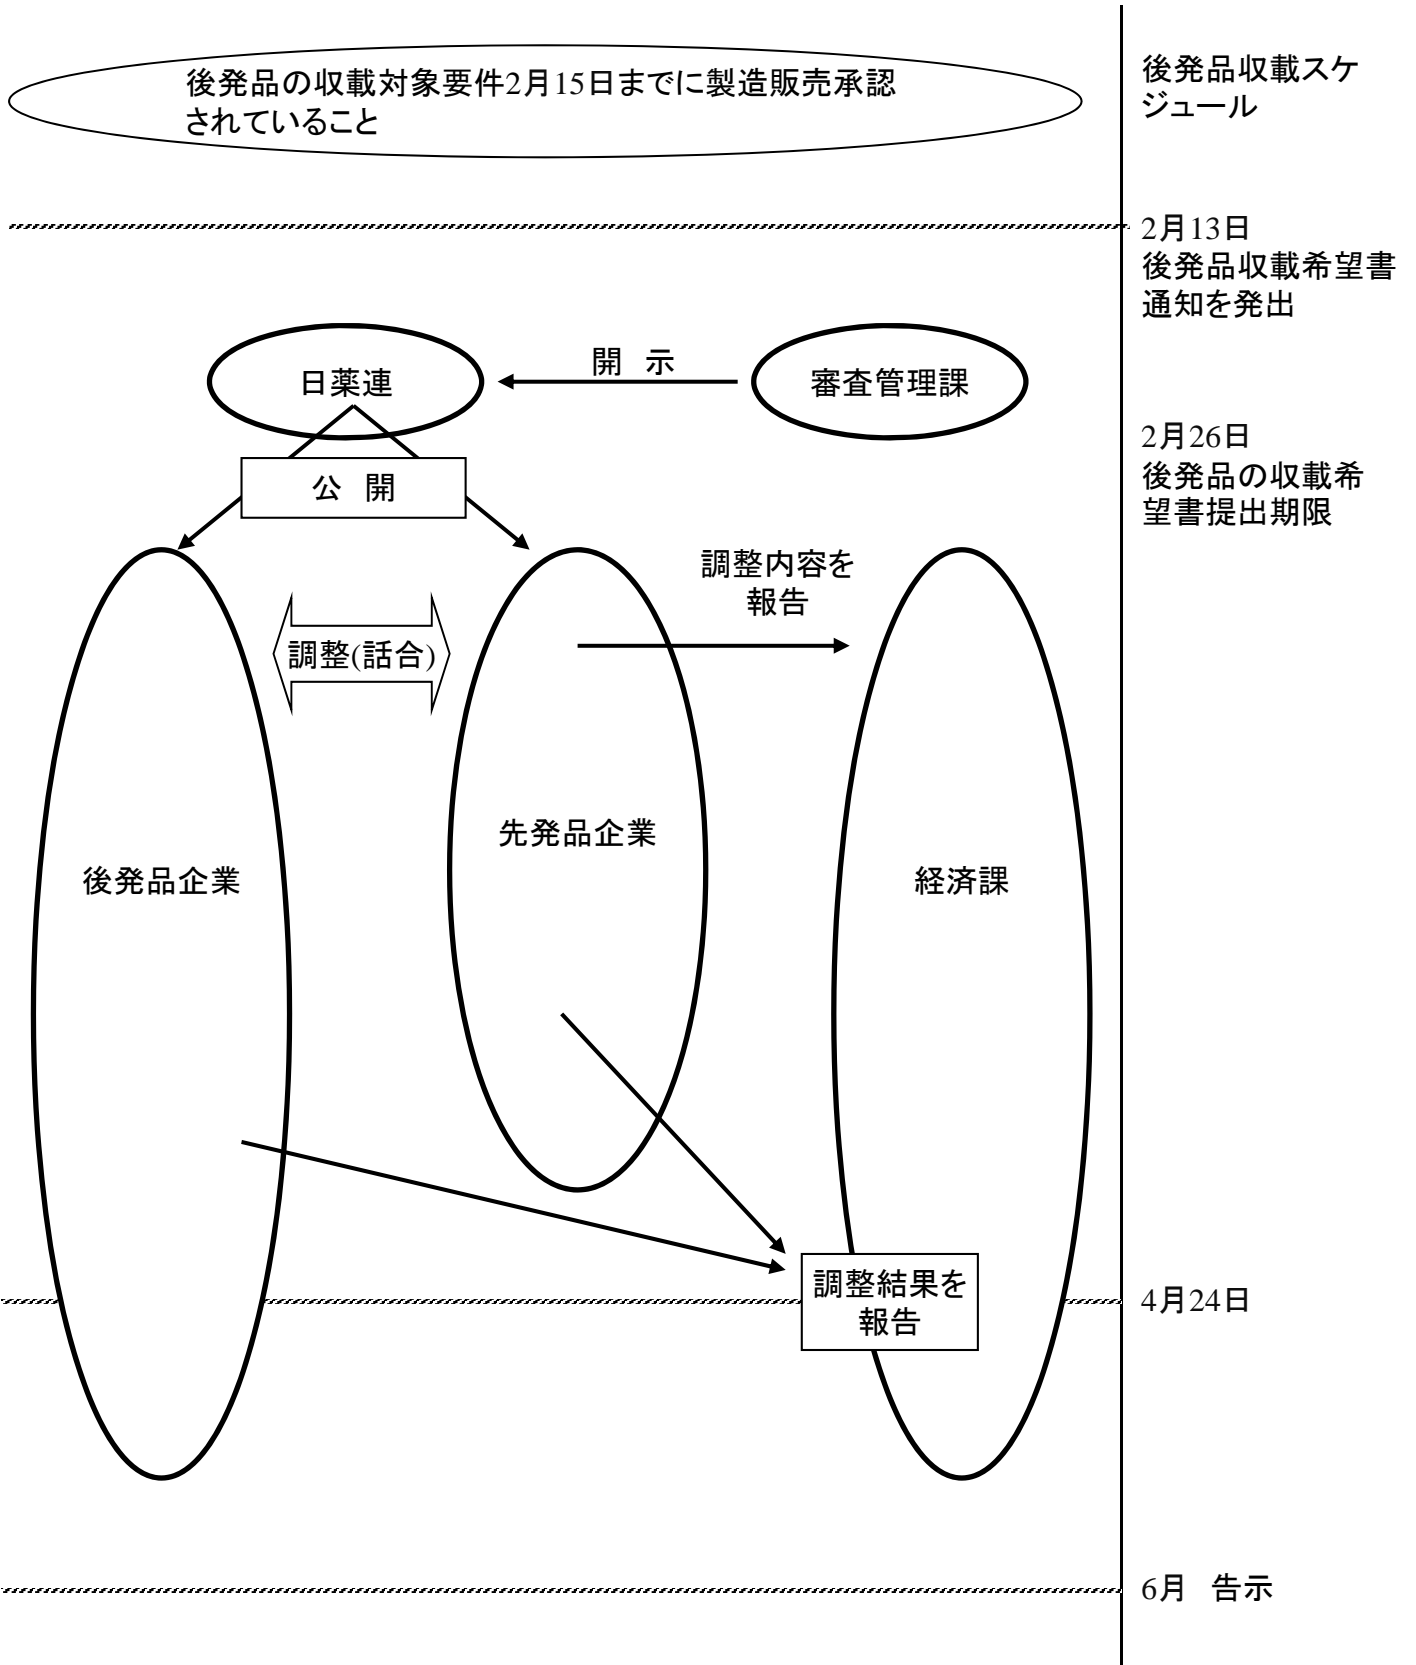 後発品の収載対象要件2月15日までに製造販売承認
されていること
後発品収載スケ
ジュール
2月13日
後発品収載希望書
通知を発出
日薬連
開　示
審査管理課
2月26日
後発品の収載希
望書提出期限
公　開
調整内容を
報告
調整(話合)
先発品企業
後発品企業
経済課
調整結果を
報告
4月24日
6月　告示